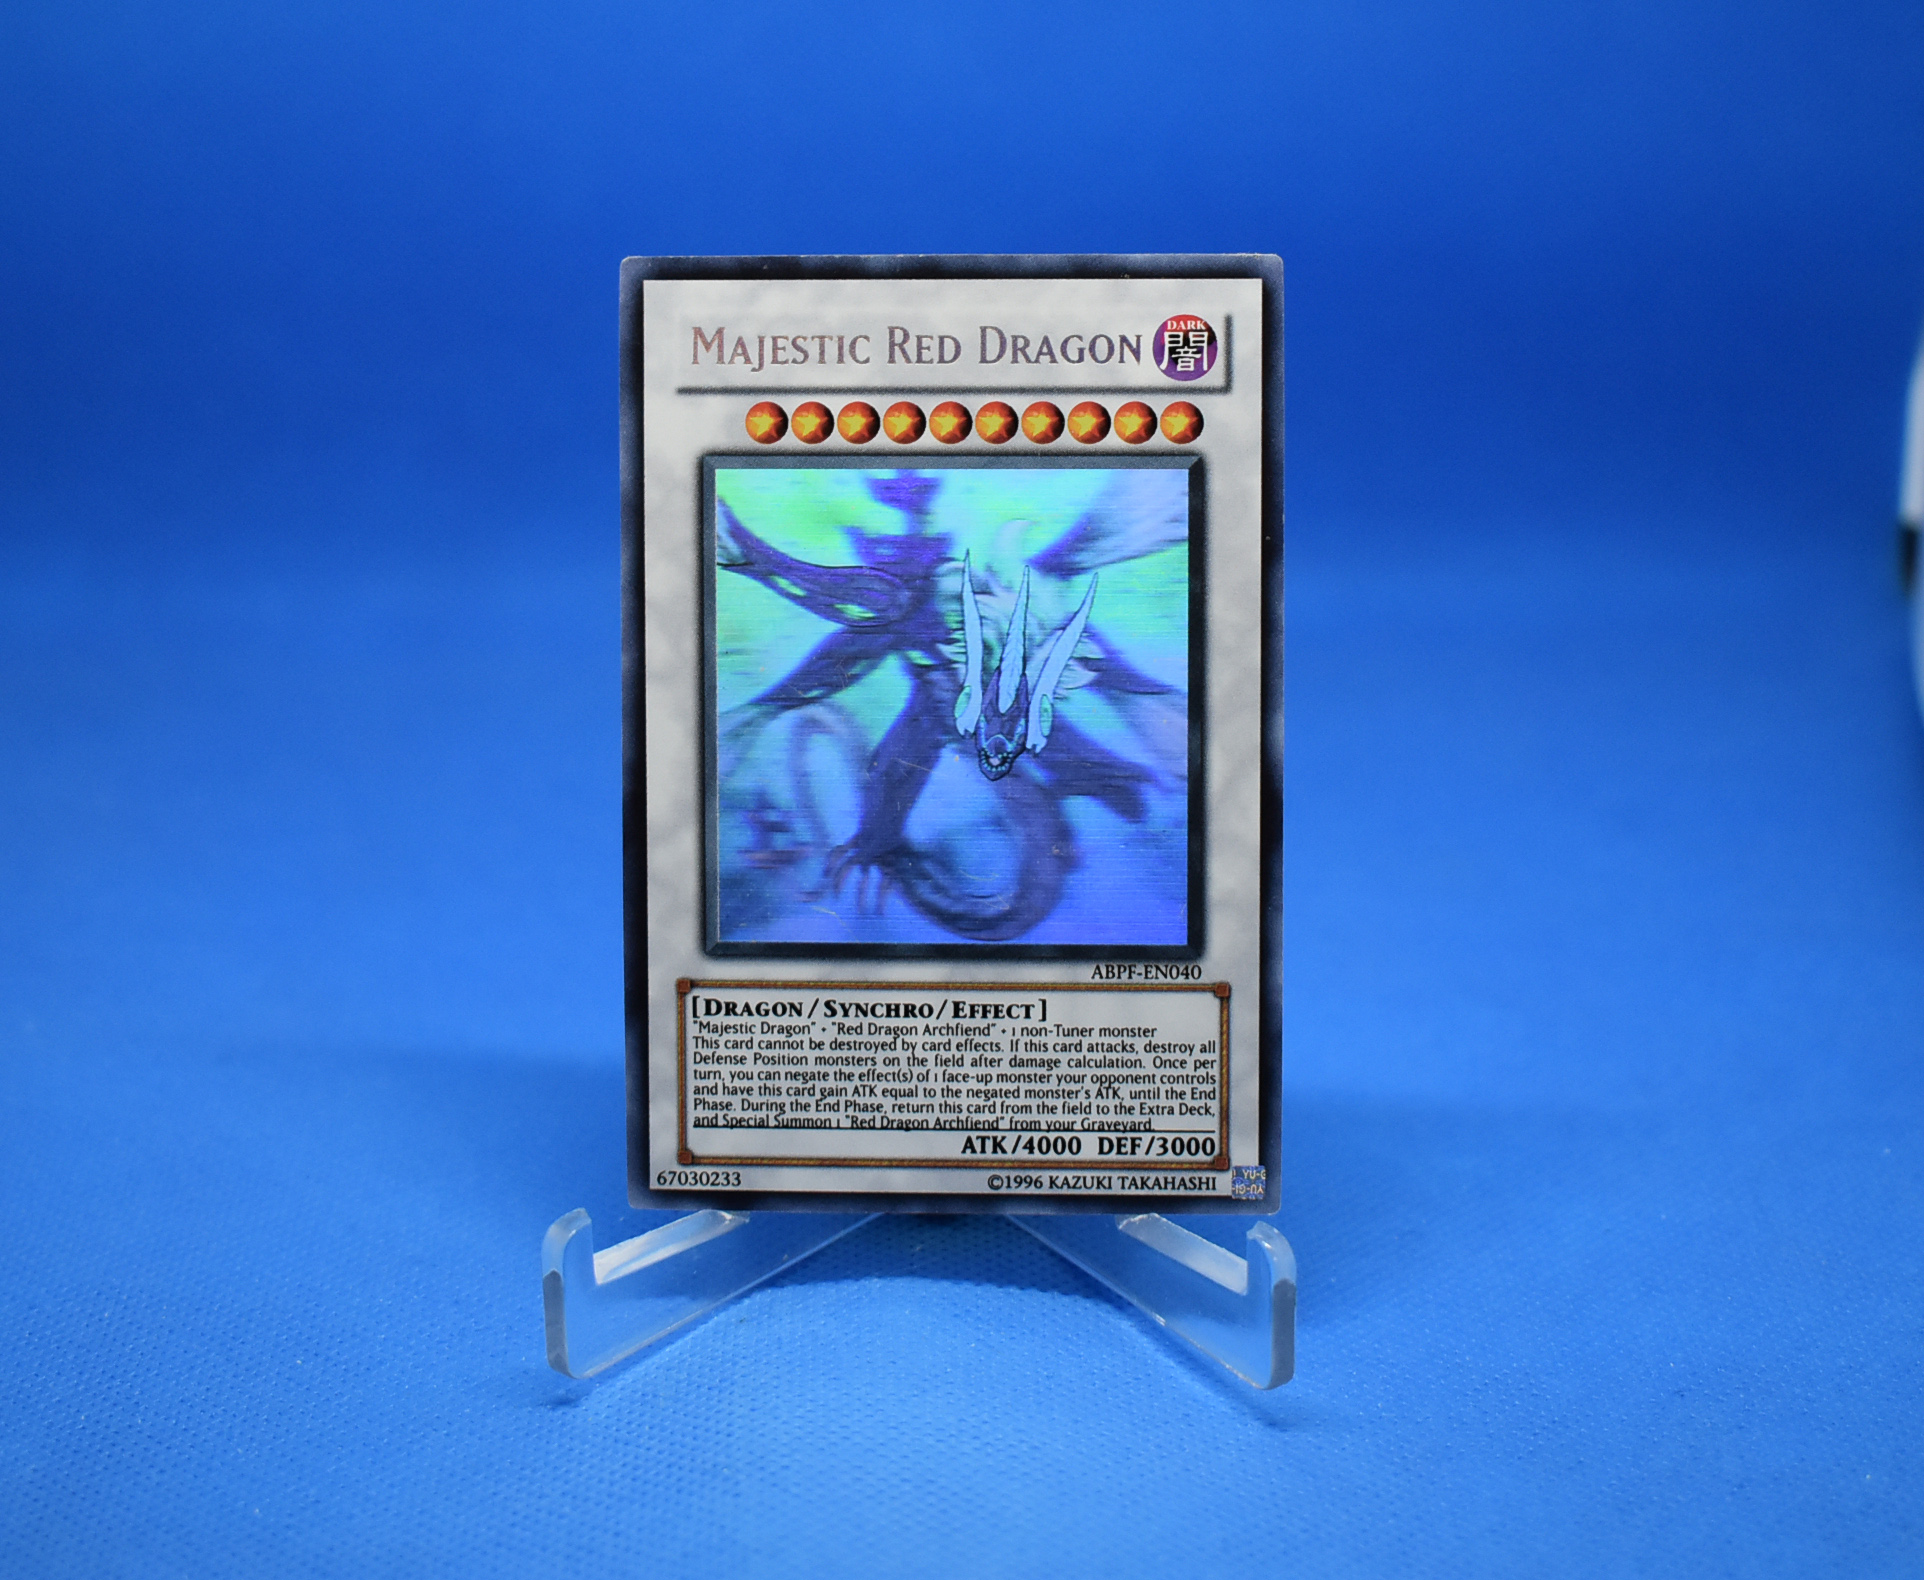 MAJESTIC RED DRAGON
DARK
闇
ABPF-EN040
[DRAGON/SYNCHRO/EFFECT]
"Majestic Dragon" + "Red Dragon Archfiend" + 1 non-Tuner monster
This card cannot be destroyed by card effects. If this card attacks, destroy all
Defense Position monsters on the field after damage calculation. Once per
turn, you can negate the effect(s) of 1 face-up monster your opponent controls
and have this card gain ATK equal to the negated monster's ATK, until the End
Phase. During the End Phase, return this card from the field to the Extra Deck,
and Special Summon 1 "Red Dragon Archfiend" from your Graveyard.
ATK/4000 DEF/3000
67030233
©1996 KAZUKI TAKAHASHI